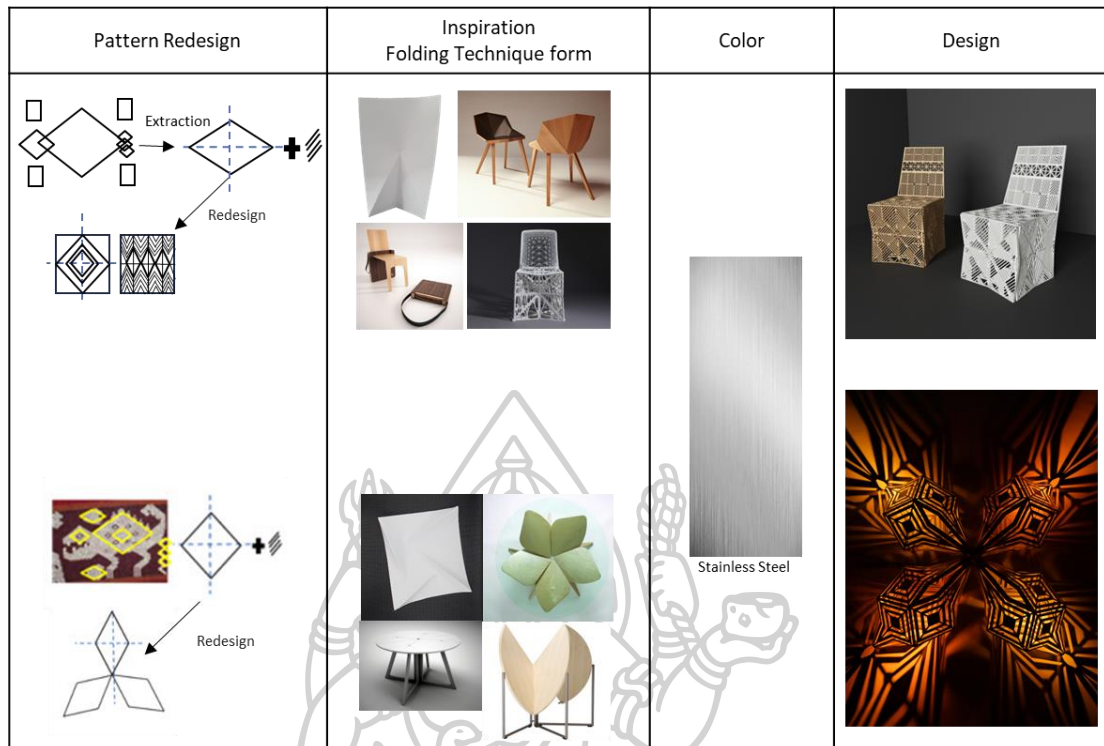 Pattern Redesign
Inspiration
Folding Technique form
Color
Design
Extraction
Redesign
Redesign
Stainless Steel